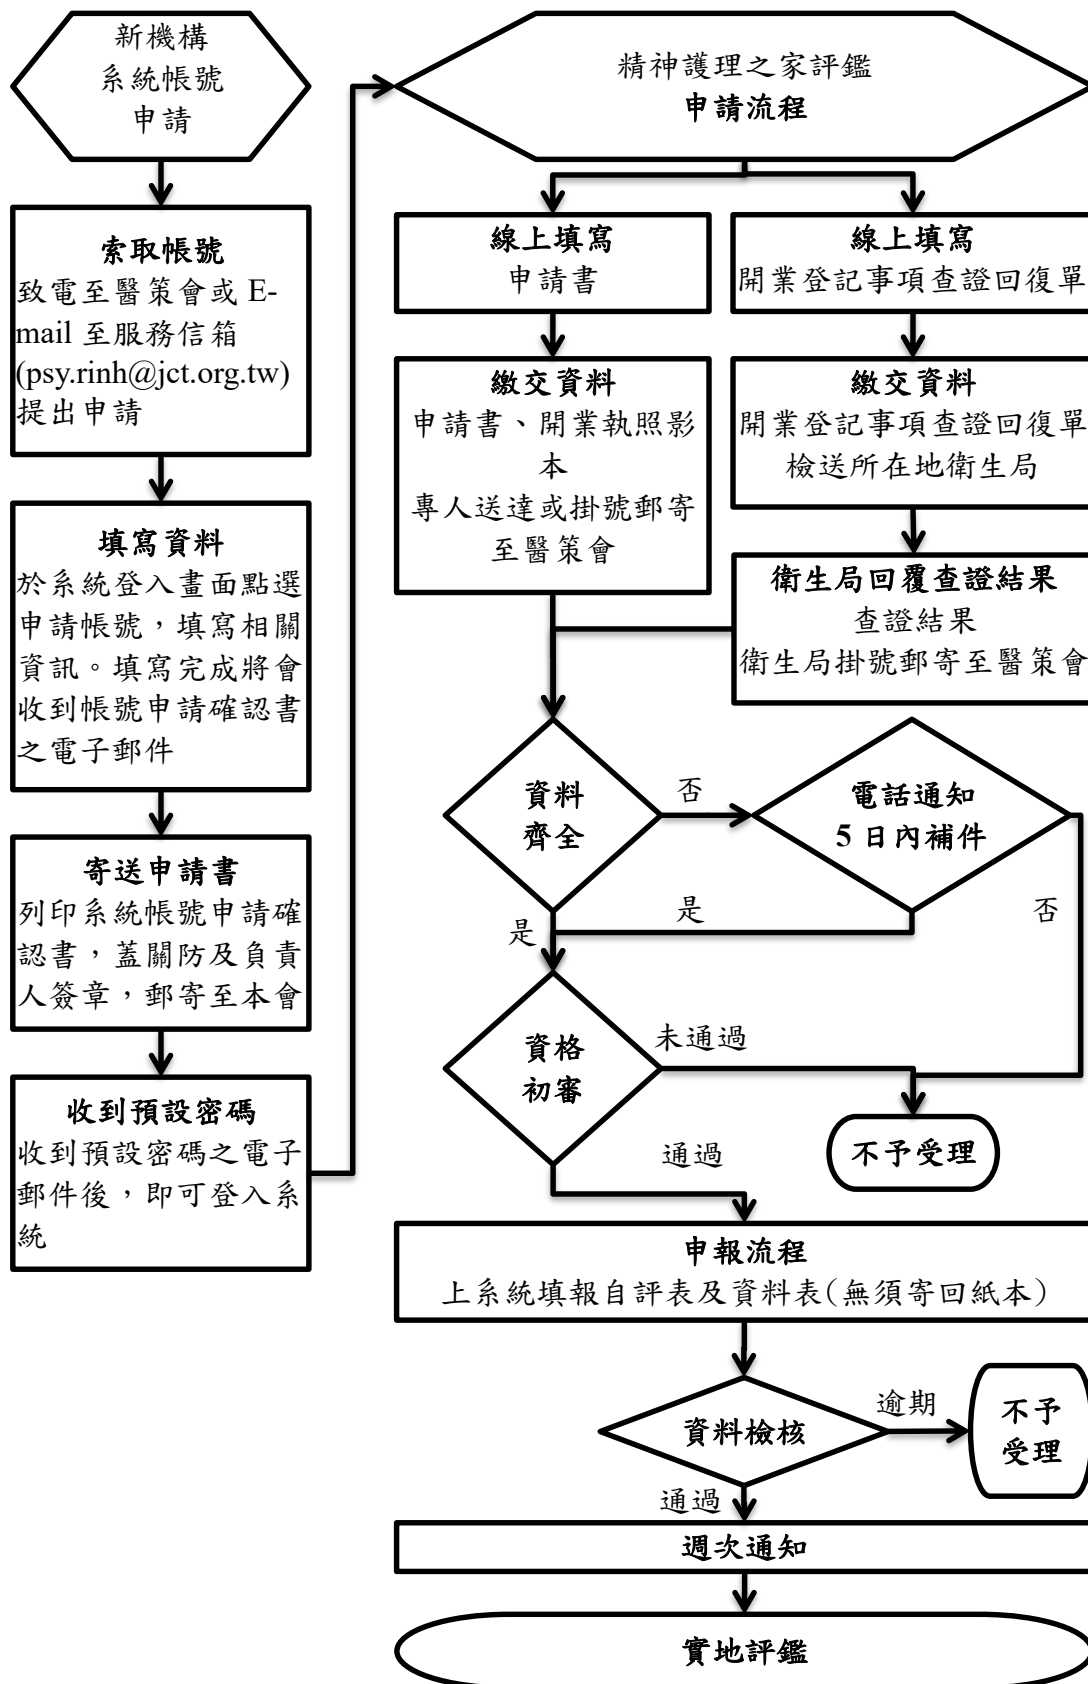 新機構
系統帳號
申請
索取帳號
致電至醫策會或 E-
mail 至服務信箱
(psy.rinh@jct.org.tw)
提出申請
填寫資料
於系統登入畫面點選
申請帳號，填寫相關
資訊。填寫完成將會
收到帳號申請確認書
之電子郵件
寄送申請書
列印系統帳號申請確
認書，蓋關防及負責
人簽章，郵寄至本會
收到預設密碼
收到預設密碼之電子
郵件後，即可登入系
統
精神護理之家評鑑
申請流程
線上填寫
申請書
線上填寫
開業登記事項查證回復單
繳交資料
申請書、開業執照影
本
專人送達或掛號郵寄
至醫策會
繳交資料
開業登記事項查證回復單
檢送所在地衛生局
衛生局回覆查證結果
查證結果
衛生局掛號郵寄至醫策會
資料
齊全
否
電話通知
5 日內補件
是
是
否
資格
初審
未通過
不予受理
通過
申報流程
上系統填報自評表及資料表(無須寄回紙本)
資料檢核
逾期
不予
受理
通過
週次通知
實地評鑑